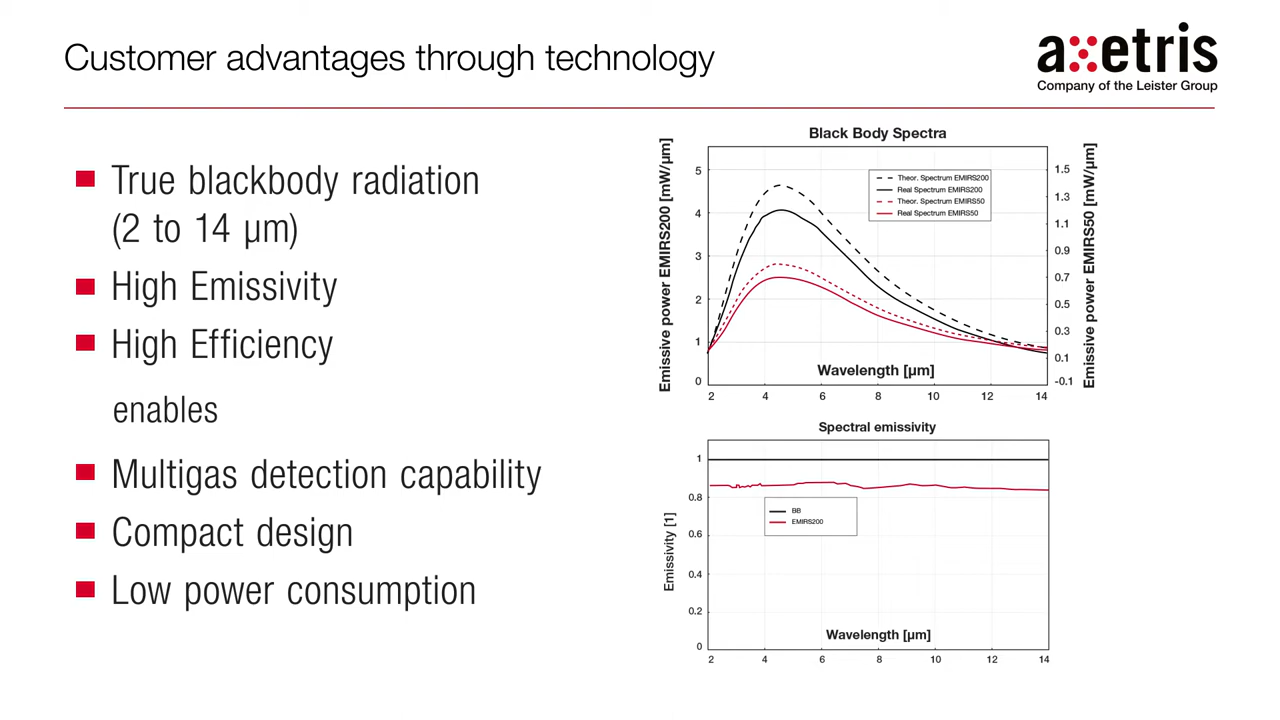 Customer advantages through technology
axetris
Company of the Leister Group
True blackbody radiation
(2 to 14 µm)
High Emissivity
High Efficiency
enables
Multigas detection capability
Compact design
Low power consumption
Black Body Spectra
Emissive power EMIRS200 [mW/µm]
5
4
3
2
1
0
Theor. Spectrum EMIRS200
Real Spectrum EMIRS200
Theor. Spectrum EMIRS50
Real Spectrum EMIRS50
1.5
1.3
1.1
0.9
0.7
0.5
0.3
0.1
-0.1
Emissive power EMIRS50 [mW/µm]
Wavelength [µm]
2 4 6 8 10 12 14
Spectral emissivity
Emissivity [1]
1
0.8
0.6
0.4
0.2
0
BB
EMIRS200
Wavelength [µm]
2 4 6 8 10 12 14